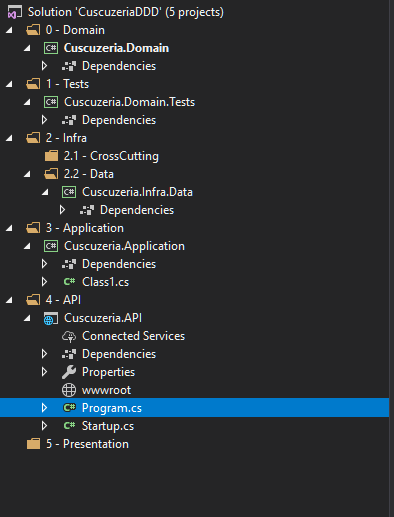 Solution 'CuscuzeriaDDD' (5 projects)
0 - Domain
C# Cuscuzeria.Domain
Dependencies
1 - Tests
C# Cuscuzeria.Domain.Tests
Dependencies
2 - Infra
2.1 - CrossCutting
2.2 - Data
C# Cuscuzeria.Infra.Data
Dependencies
3 - Application
C# Cuscuzeria.Application
Dependencies
C# Class1.cs
4 - API
Cuscuzeria.API
Connected Services
Dependencies
Properties
wwwroot
C# Program.cs
C# Startup.cs
5 - Presentation